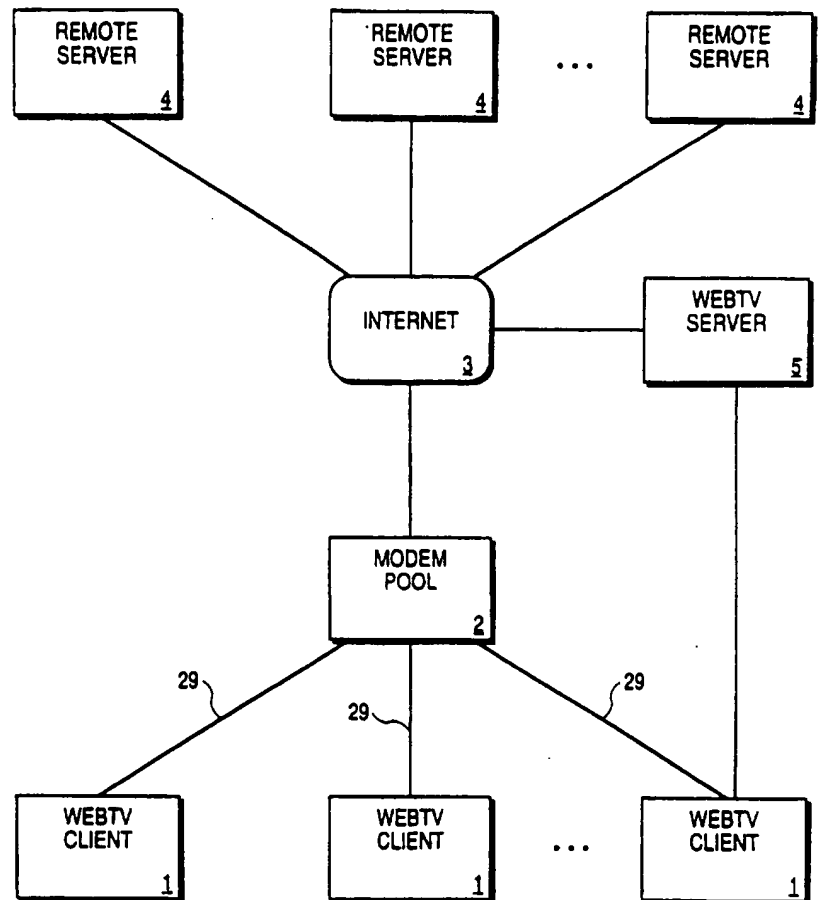 REMOTE
SERVER
4
REMOTE
SERVER
4
...
REMOTE
SERVER
4
INTERNET
3
WEBTV
SERVER
5
MODEM
POOL
2
29
29
29
WEBTV
CLIENT
1
WEBTV
CLIENT
1
...
WEBTV
CLIENT
1